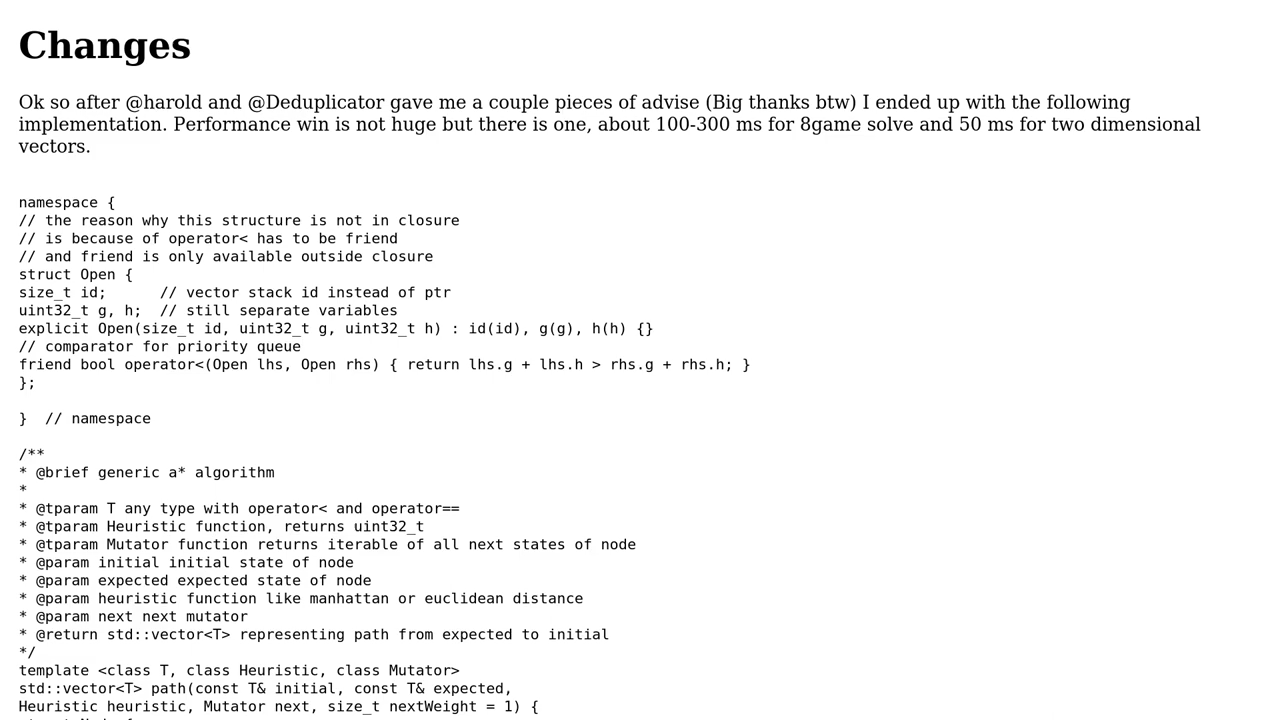 Changes
Ok so after @harold and @Deduplicator gave me a couple pieces of advise (Big thanks btw) I ended up with the following
implementation. Performance win is not huge but there is one, about 100-300 ms for 8game solve and 50 ms for two dimensional
vectors.
namespace {
// the reason why this structure is not in closure
// is because of operator< has to be friend
// and friend is only available outside closure
struct Open {
size_t id;      // vector stack id instead of ptr
uint32_t g, h;  // still separate variables
explicit Open(size_t id, uint32_t g, uint32_t h) : id(id), g(g), h(h) {}
// comparator for priority queue
friend bool operator<(Open lhs, Open rhs) { return lhs.g + lhs.h > rhs.g + rhs.h; }
};
}  // namespace
/**
* @brief generic a* algorithm
*
* @tparam T any type with operator< and operator==
* @tparam Heuristic function, returns uint32_t
* @tparam Mutator function returns iterable of all next states of node
* @param initial initial state of node
* @param expected expected state of node
* @param heuristic function like manhattan or euclidean distance
* @param next next mutator
* @return std::vector<T> representing path from expected to initial
*/
template <class T, class Heuristic, class Mutator>
std::vector<T> path(const T& initial, const T& expected,
Heuristic heuristic, Mutator next, size_t nextWeight = 1) {